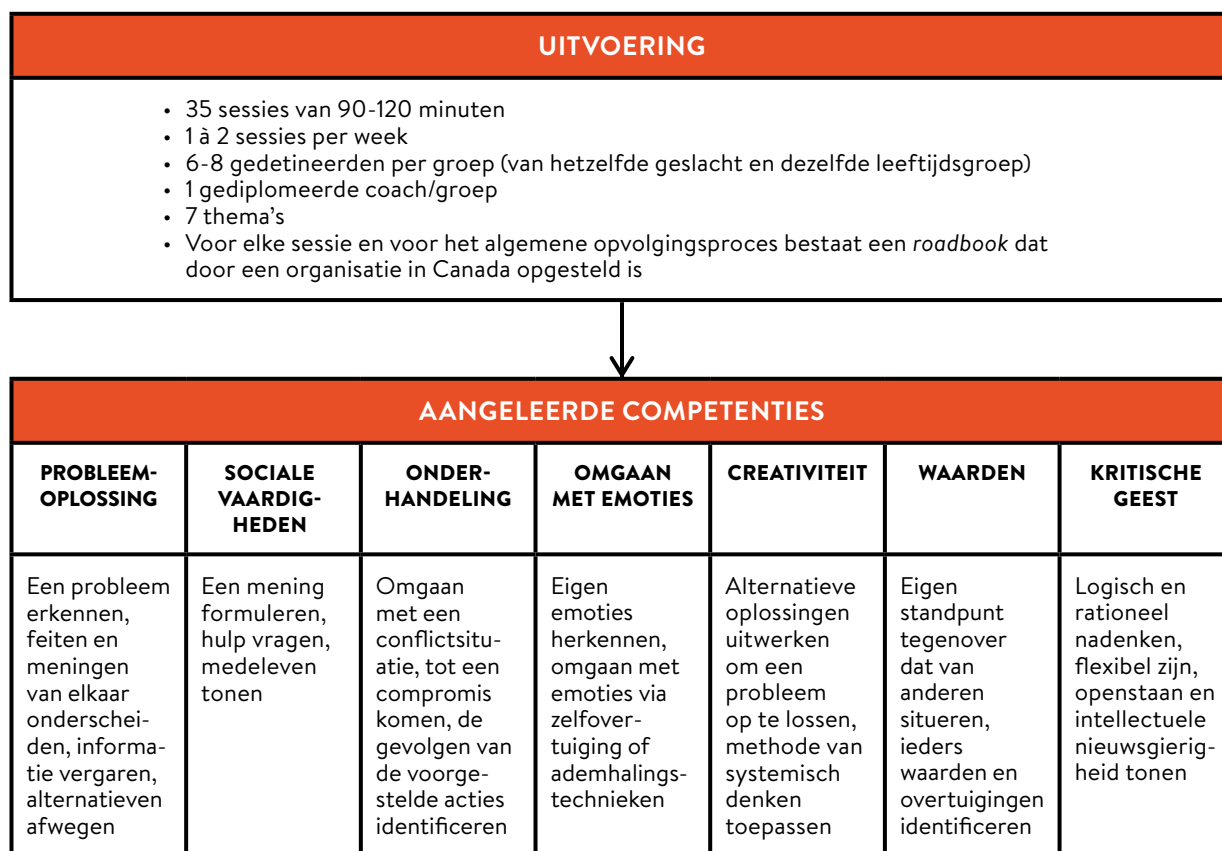 UITVOERING
• 35 sessies van 90-120 minuten
• 1 à 2 sessies per week
• 6-8 gedetineerden per groep (van hetzelfde geslacht en dezelfde leeftijdsgroep)
• 1 gediplomeerde coach/groep
• 7 thema's
• Voor elke sessie en voor het algemene opvolgingsproces bestaat een roadbook dat
door een organisatie in Canada opgesteld is
AANGELEERDE COMPETENTIES
PROBLEEM-
OPLOSSING
SOCIALE
VAARDIG-
HEDEN
ONDER-
HANDELING
OMGAAN
MET EMOTIES
CREATIVITEIT
WAARDEN
KRITISCHE
GEEST
Een probleem
erkennen,
feiten en
meningen
van elkaar
onderschei-
den, informa-
tie vergaren,
alternatieven
afwegen
Een mening
formuleren,
hulp vragen,
medeleven
tonen
Omgaan
met een
conflictsitu-
atie, tot een
compromis
komen, de
gevolgen van
de voorge-
stelde acties
identificeren
Eigen
emoties
herkennen,
omgaan met
emoties via
zelfover-
tuiging of
ademhalings-
technieken
Alternatieve
oplossingen
uitwerken
om een
probleem
op te lossen,
methode van
systemisch
denken
toepassen
Eigen
standpunt
tegenover
dat van
anderen
situeren,
ieders
waarden en
overtuigingen
identificeren
Logisch en
rationeel
nadenken,
flexibel zijn,
openstaan en
intellectuele
nieuwsgierig-
heid tonen